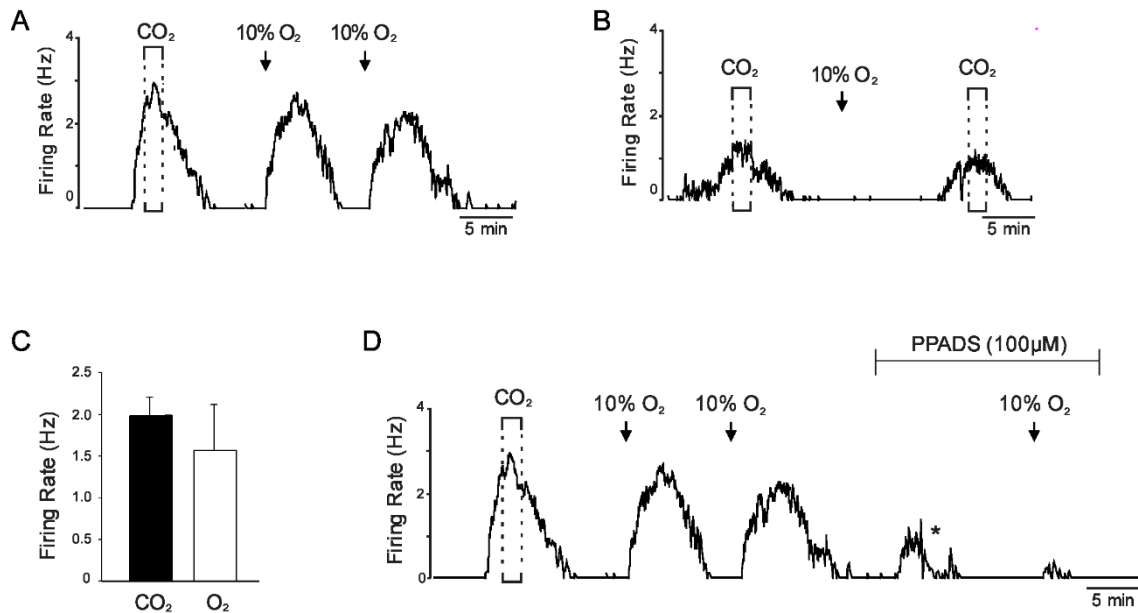 A
CO₂
10% O₂
10% O₂
Firing Rate (Hz)
4
2
0
5 min
B
CO₂
10% O₂
CO₂
Firing Rate (Hz)
4
2
0
5 min
C
Firing Rate (Hz)
2.5
2.0
1.5
1.0
0.5
0
CO₂
O₂
D
PPADS (100µM)
CO₂
10% O₂
10% O₂
10% O₂
Firing Rate (Hz)
4
2
0
*
5 min